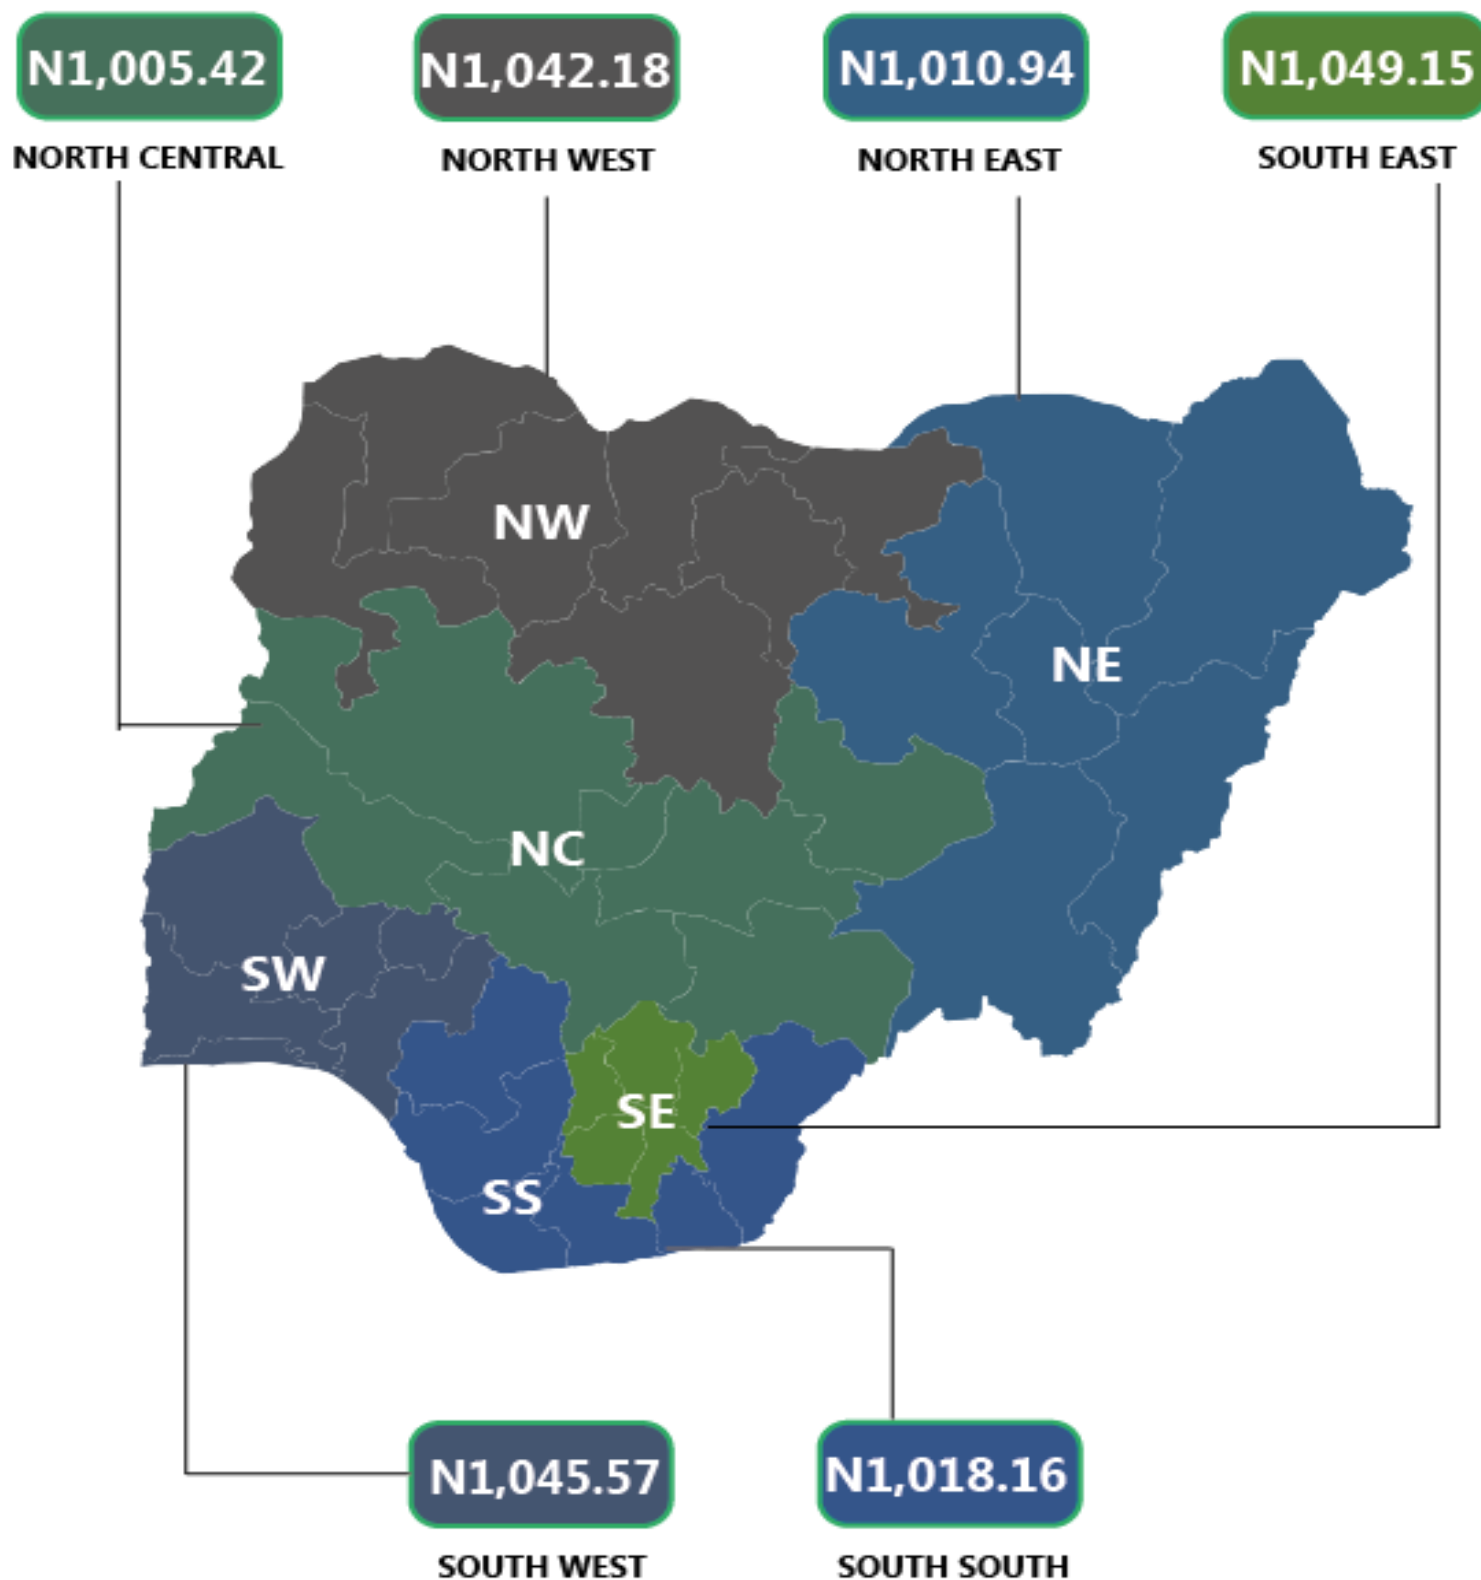 N1,005.42
NORTH CENTRAL
N1,042.18
NORTH WEST
N1,010.94
NORTH EAST
N1,049.15
SOUTH EAST
NW
NE
NC
SW
SE
SS
N1,045.57
SOUTH WEST
N1,018.16
SOUTH SOUTH